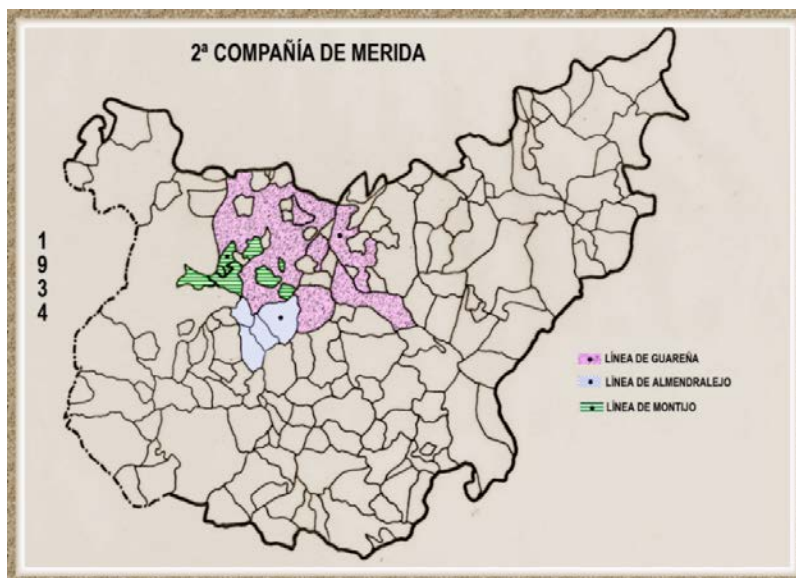 2ª COMPAÑÍA DE MERIDA
1
9
3
4
LÍNEA DE GUAREÑA
LÍNEA DE ALMENDRALEJO
LÍNEA DE MONTIJO